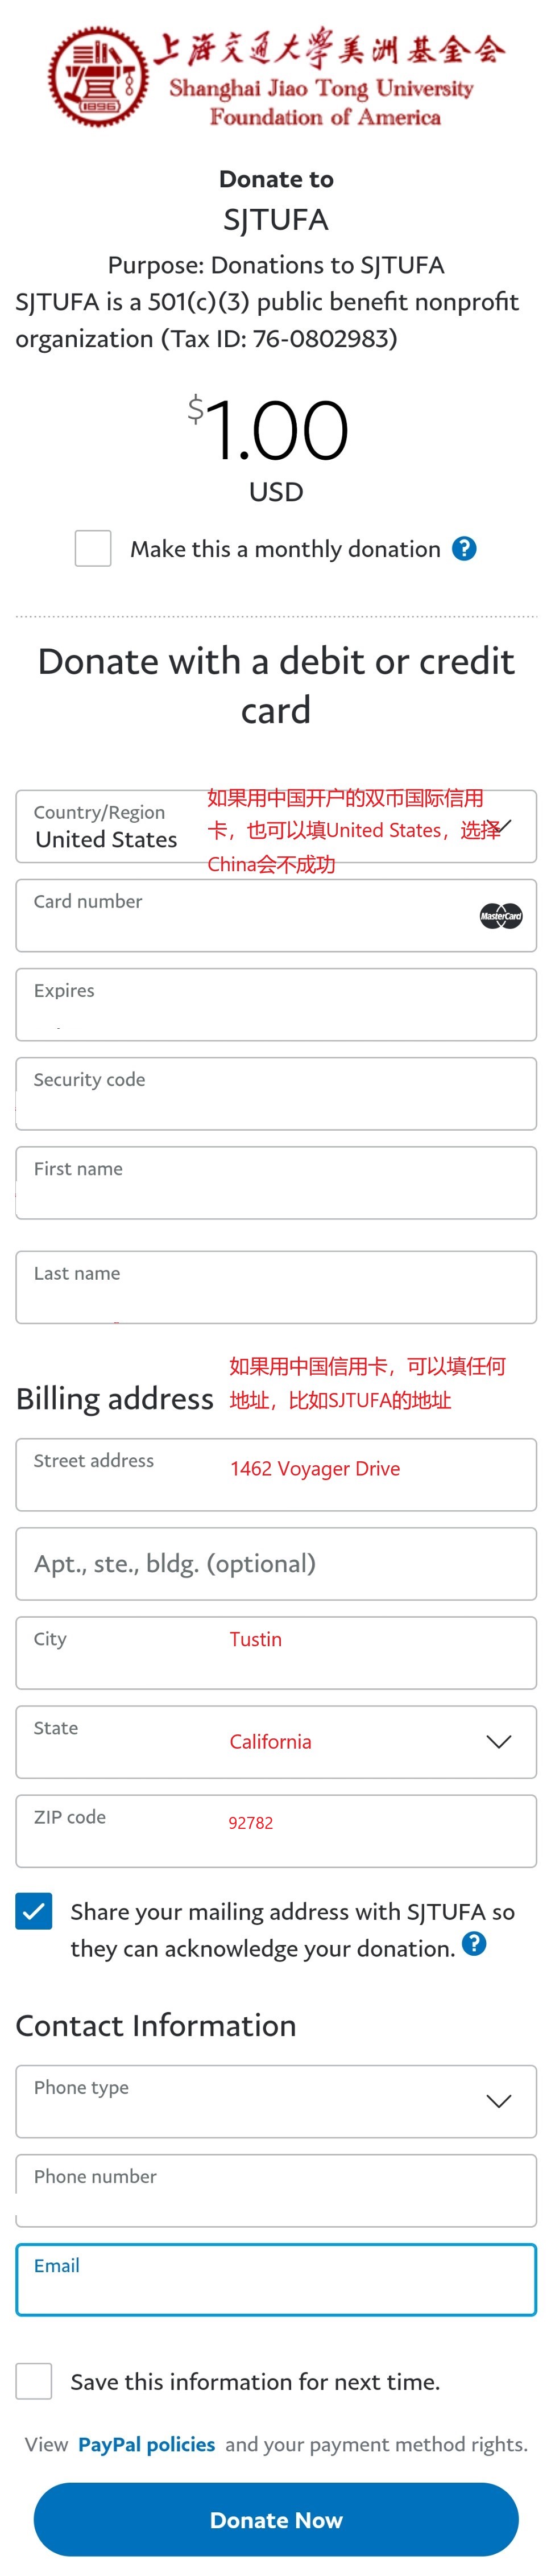 上海交通大学美洲基金会
Shanghai Jiao Tong University
Foundation of America
1896
Donate to
SJTUFA
Purpose: Donations to SJTUFA
SJTUFA is a 501(c)(3) public benefit nonprofit
organization (Tax ID: 76-0802983)
$1.00
USD
Make this a monthly donation ?
Donate with a debit or credit
card
Country/Region
United States
如果用中国开户的双币国际信用
卡，也可以填United States，选择
China会不成功
Card number
MasterCard
Expires
Security code
First name
Last name
如果用中国信用卡，可以填任何
地址，比如SJTUFA的地址
Billing address
Street address
1462 Voyager Drive
Apt., ste., bldg. (optional)
City
Tustin
State
California
ZIP code
92782
Share your mailing address with SJTUFA so
they can acknowledge your donation. ?
Contact Information
Phone type
Phone number
Email
Save this information for next time.
View PayPal policies and your payment method rights.
Donate Now